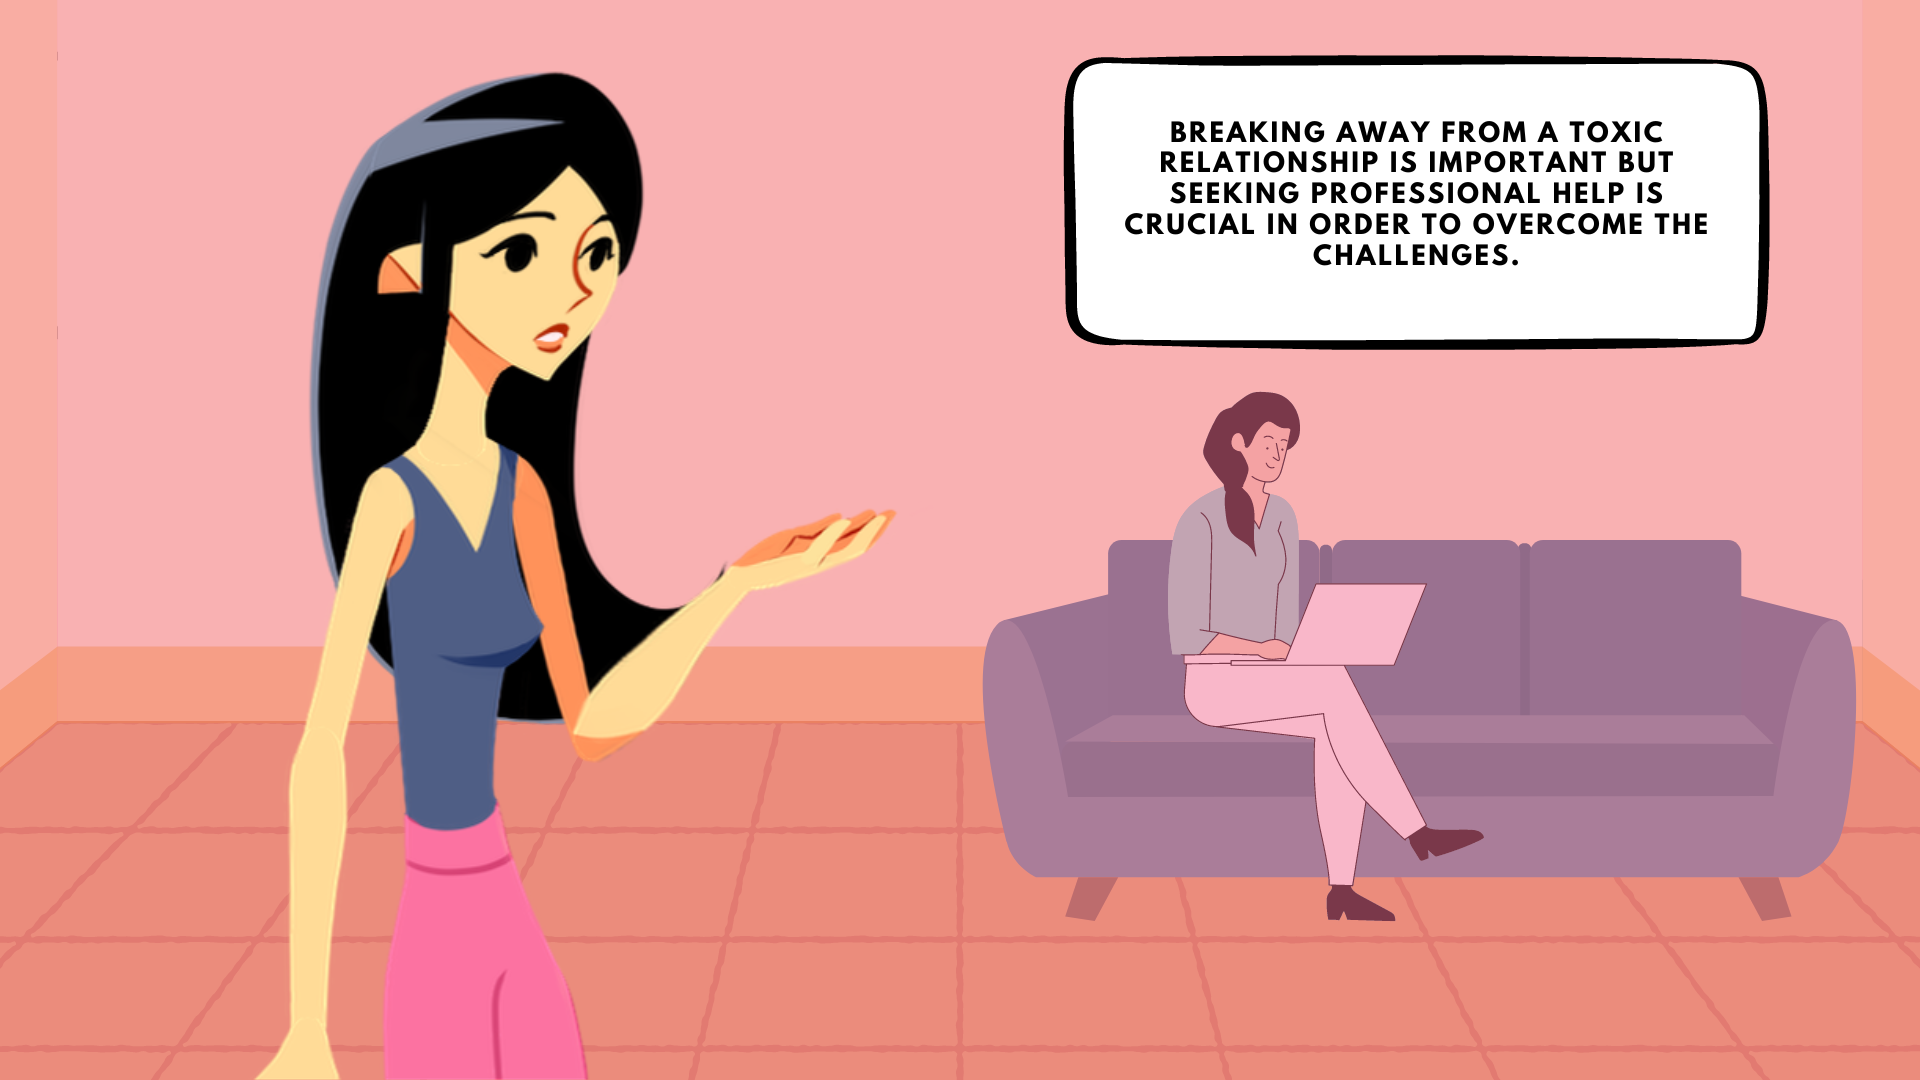 BREAKING AWAY FROM A TOXIC
RELATIONSHIP IS IMPORTANT BUT
SEEKING PROFESSIONAL HELP IS
CRUCIAL IN ORDER TO OVERCOME THE
CHALLENGES.